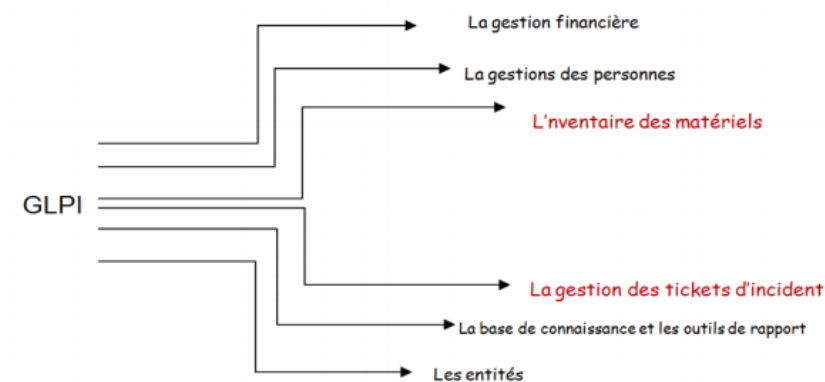 La gestion financière
La gestions des personnes
L'nventaire des matériels
GLPI
La gestion des tickets d'incident
La base de connaissance et les outils de rapport
Les entités